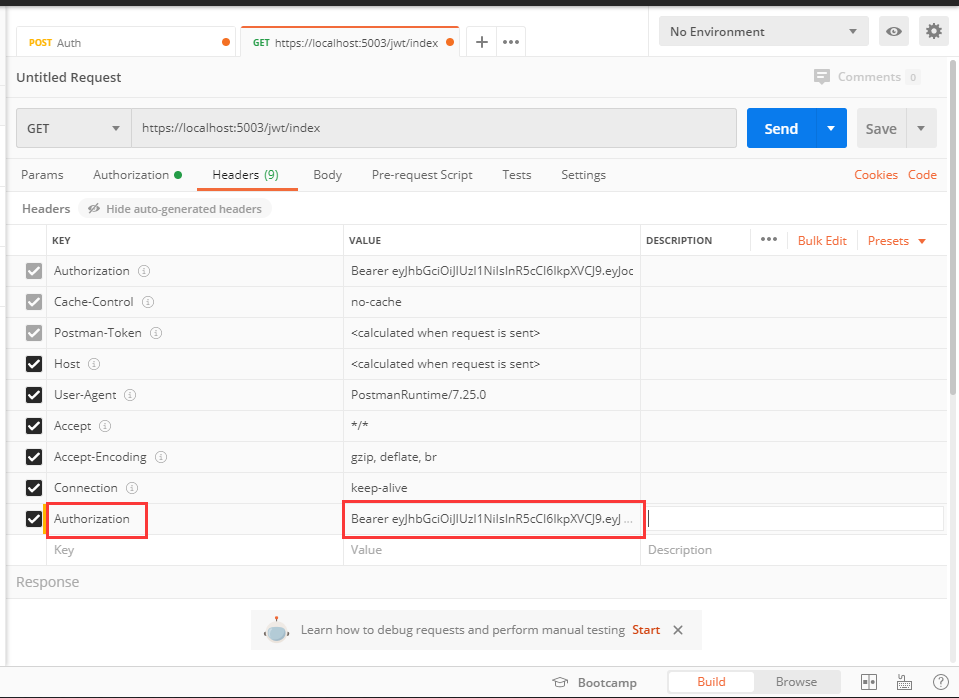 POST Auth
GET https://localhost:5003/jwt/index
No Environment
Untitled Request
Comments 0
GET
https://localhost:5003/jwt/index
Send
Save
Params
Authorization
Headers (9)
Body
Pre-request Script
Tests
Settings
Cookies
Code
Headers
Hide auto-generated headers
KEY VALUE DESCRIPTION
Bulk Edit
Presets
Authorization Bearer eyJhbGciOiJIUzI1NiIsInR5cCI6IkpXVCJ9.eyJoc
Cache-Control no-cache
Postman-Token <calculated when request is sent>
Host <calculated when request is sent>
User-Agent PostmanRuntime/7.25.0
Accept */*
Accept-Encoding gzip, deflate, br
Connection keep-alive
Authorization Bearer eyJhbGciOiJIUzI1NiIsInR5cCI6IkpXVCJ9.eyJ ...
Key Value Description
Response
Learn how to debug requests and perform manual testing Start
Bootcamp
Build
Browse